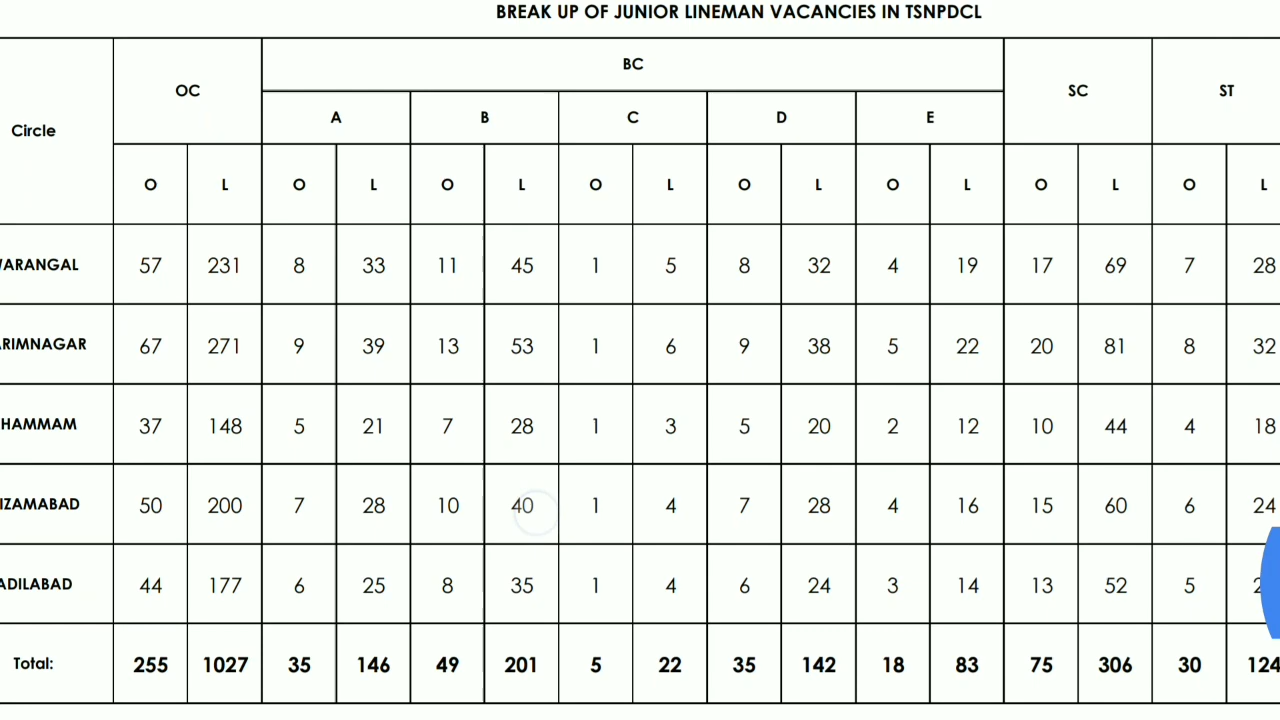 BREAK UP OF JUNIOR LINEMAN VACANCIES IN TSNPDCL
Circle OC BC SC ST
A B C D E
O L O L O L O L O L O L O L O L
ARANGAL 57 231 8 33 11 45 1 5 8 32 4 19 17 69 7 28
RIMNAGAR 67 271 9 39 13 53 1 6 9 38 5 22 20 81 8 32
HAMMAM 37 148 5 21 7 28 1 3 5 20 2 12 10 44 4 18
IZAMABAD 50 200 7 28 10 40 1 4 7 28 4 16 15 60 6 24
ADILABAD 44 177 6 25 8 35 1 4 6 24 3 14 13 52 5
Total: 255 1027 35 146 49 201 5 22 35 142 18 83 75 306 30 124